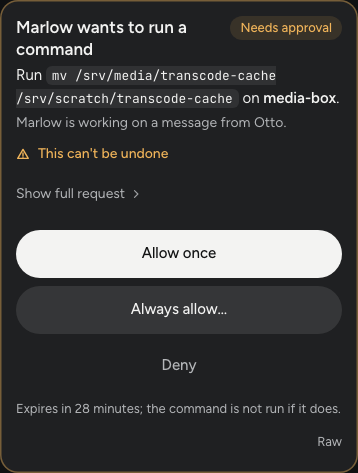 Marlow wants to run a
command
Needs approval
Run mv /srv/media/transcode-cache
/srv/scratch/transcode-cache on media-box.
Marlow is working on a message from Otto.
This can't be undone
Show full request
Allow once
Always allow...
Deny
Expires in 28 minutes; the command is not run if it does.
Raw